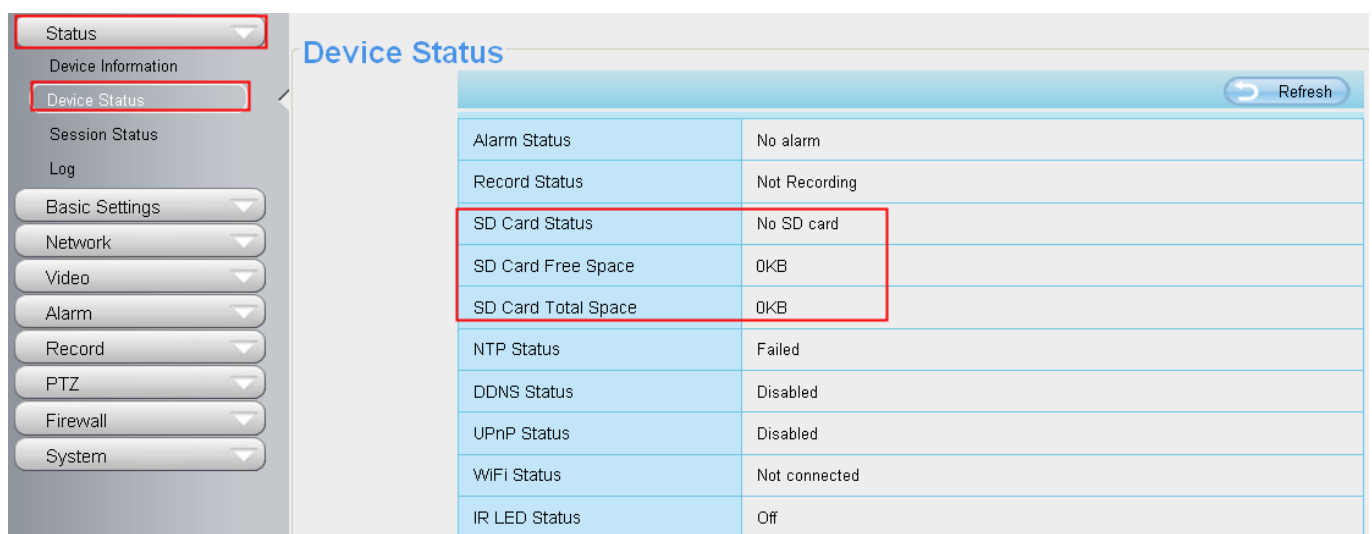 Status
Device Information
Device Status
Session Status
Log
Basic Settings
Network
Video
Alarm
Record
PTZ
Firewall
System
Device Status
Refresh
Alarm Status No alarm
Record Status Not Recording
SD Card Status No SD card
SD Card Free Space 0KB
SD Card Total Space 0KB
NTP Status Failed
DDNS Status Disabled
UPnP Status Disabled
WiFi Status Not connected
IR LED Status Off